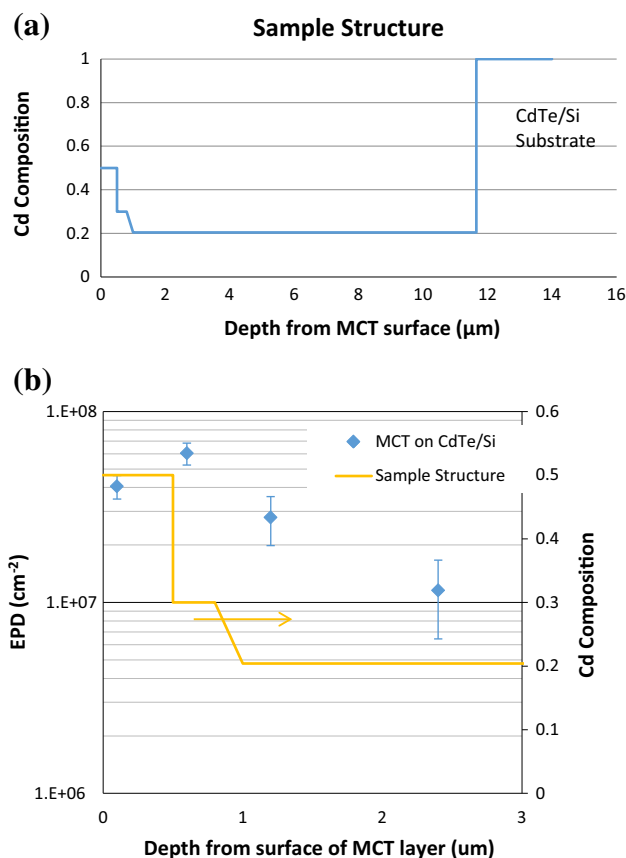 (a)
Sample Structure
1
0.8
0.6
0.4
0.2
0
Cd Composition
CdTe/Si
Substrate
0 2 4 6 8 10 12 14 16
Depth from MCT surface (μm)
(b)
1.E+08
1.E+07
1.E+06
EPD (cm-2)
MCT on CdTe/Si
Sample Structure
0.6
0.5
0.4
0.3
0.2
0.1
0
Cd Composition
0 1 2 3
Depth from surface of MCT layer (um)